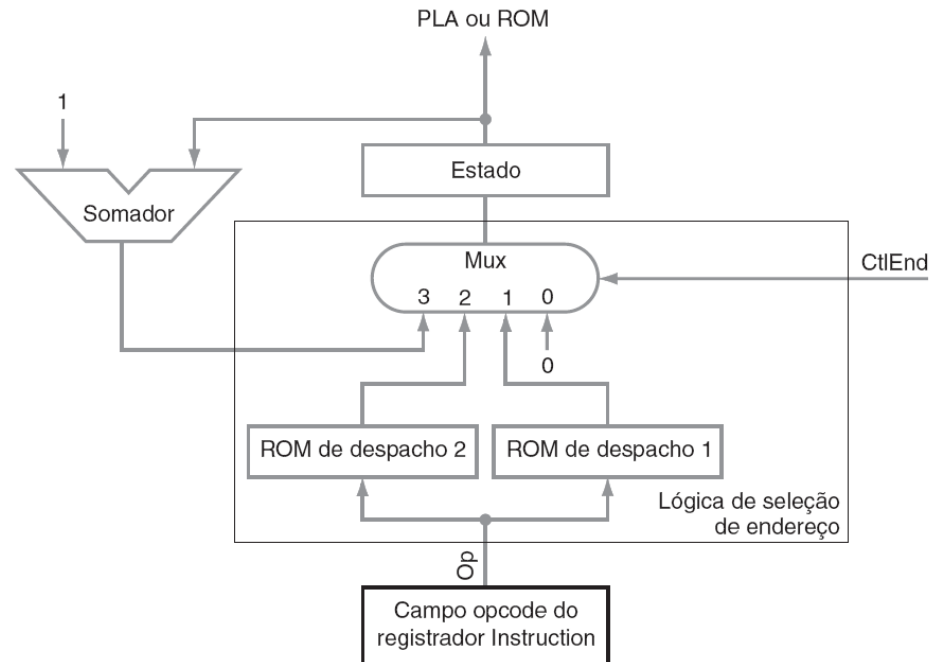 PLA ou ROM
1
Estado
Somador
Mux
CtlEnd
3 2 1 0
0
ROM de despacho 2
ROM de despacho 1
Lógica de seleção
de endereço
Op
Campo opcode do
registrador Instruction